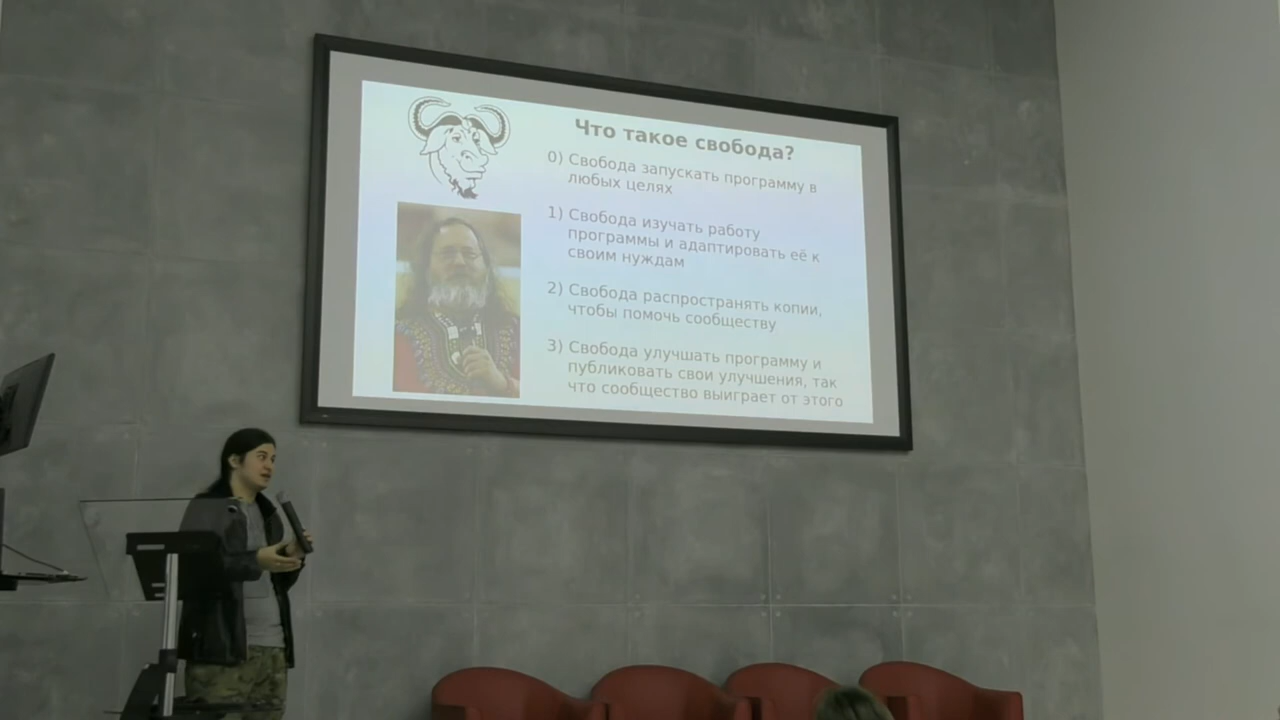 Что такое свобода?
0) Свобода запускать программу в
любых целях
1) Свобода изучать работу
программы и адаптировать её к
своим нуждам
2) Свобода распространять копии,
чтобы помочь сообществу
3) Свобода улучшать программу и
публиковать свои улучшения, так
что сообщество выиграет от этого